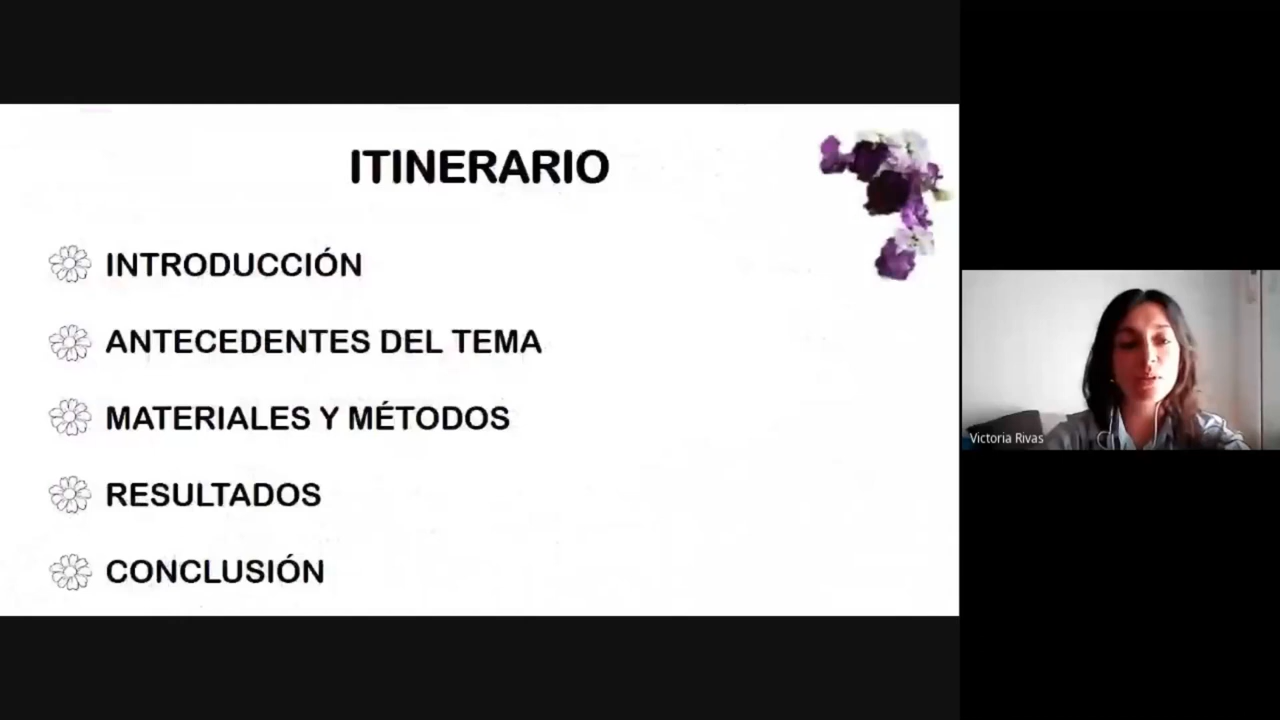 ITINERARIO
INTRODUCCIÓN
ANTECEDENTES DEL TEMA
MATERIALES Y MÉTODOS
RESULTADOS
CONCLUSIÓN
Victoria Rivas